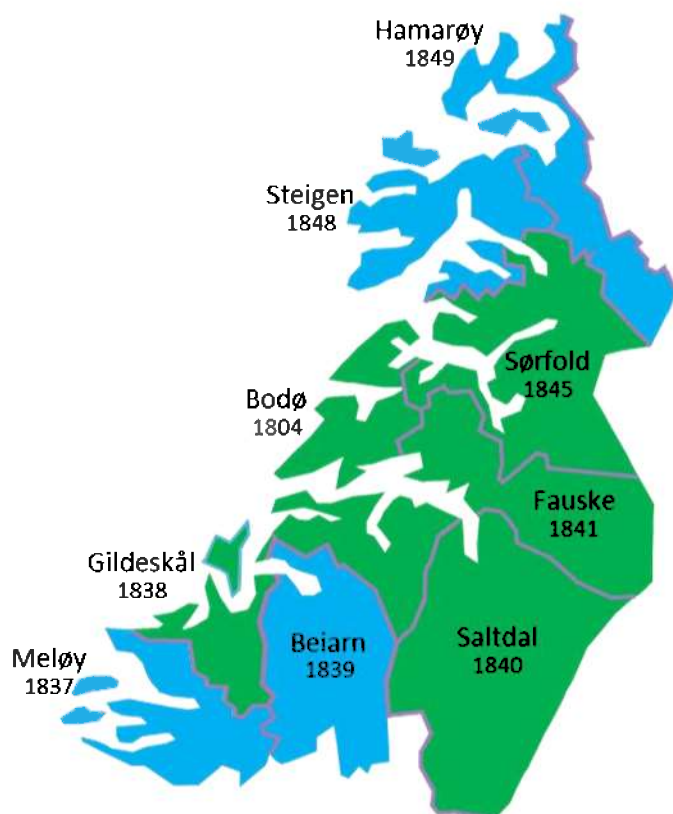 Hamarøy
1849
Steigen
1848
Sørfold
1845
Bodø
1804
Fauske
1841
Gildeskål
1838
Saltdal
1840
Beiarn
1839
Meløy
1837